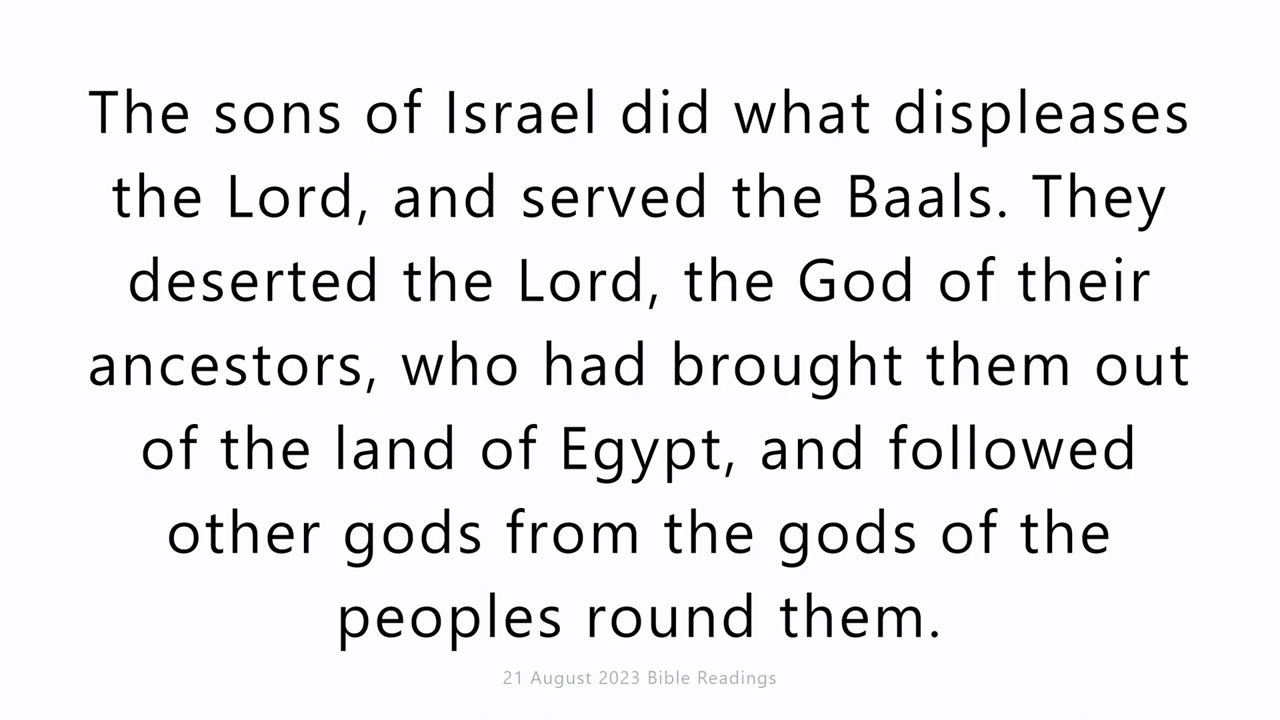 The sons of Israel did what displeases
the Lord, and served the Baals. They
deserted the Lord, the God of their
ancestors, who had brought them out
of the land of Egypt, and followed
other gods from the gods of the
peoples round them.
21 August 2023 Bible Readings